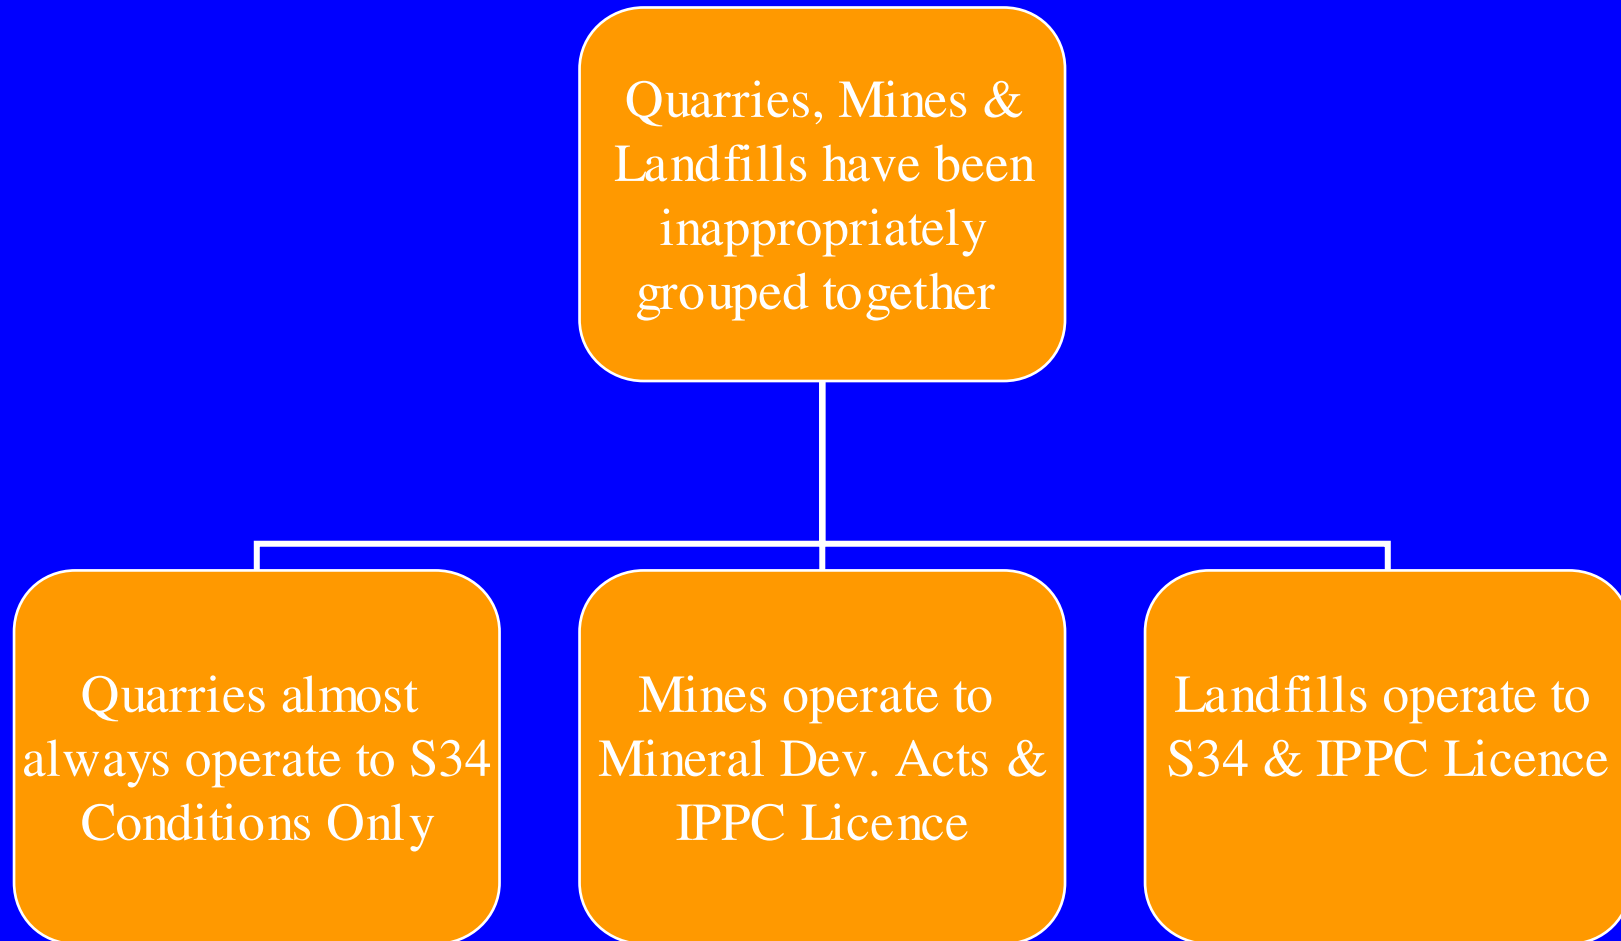 Quarries, Mines &
Landfills have been
inappropriately
grouped together
Quarries almost
always operate to S34
Conditions Only
Mines operate to
Mineral Dev. Acts &
IPPC Licence
Landfills operate to
S34 & IPPC Licence